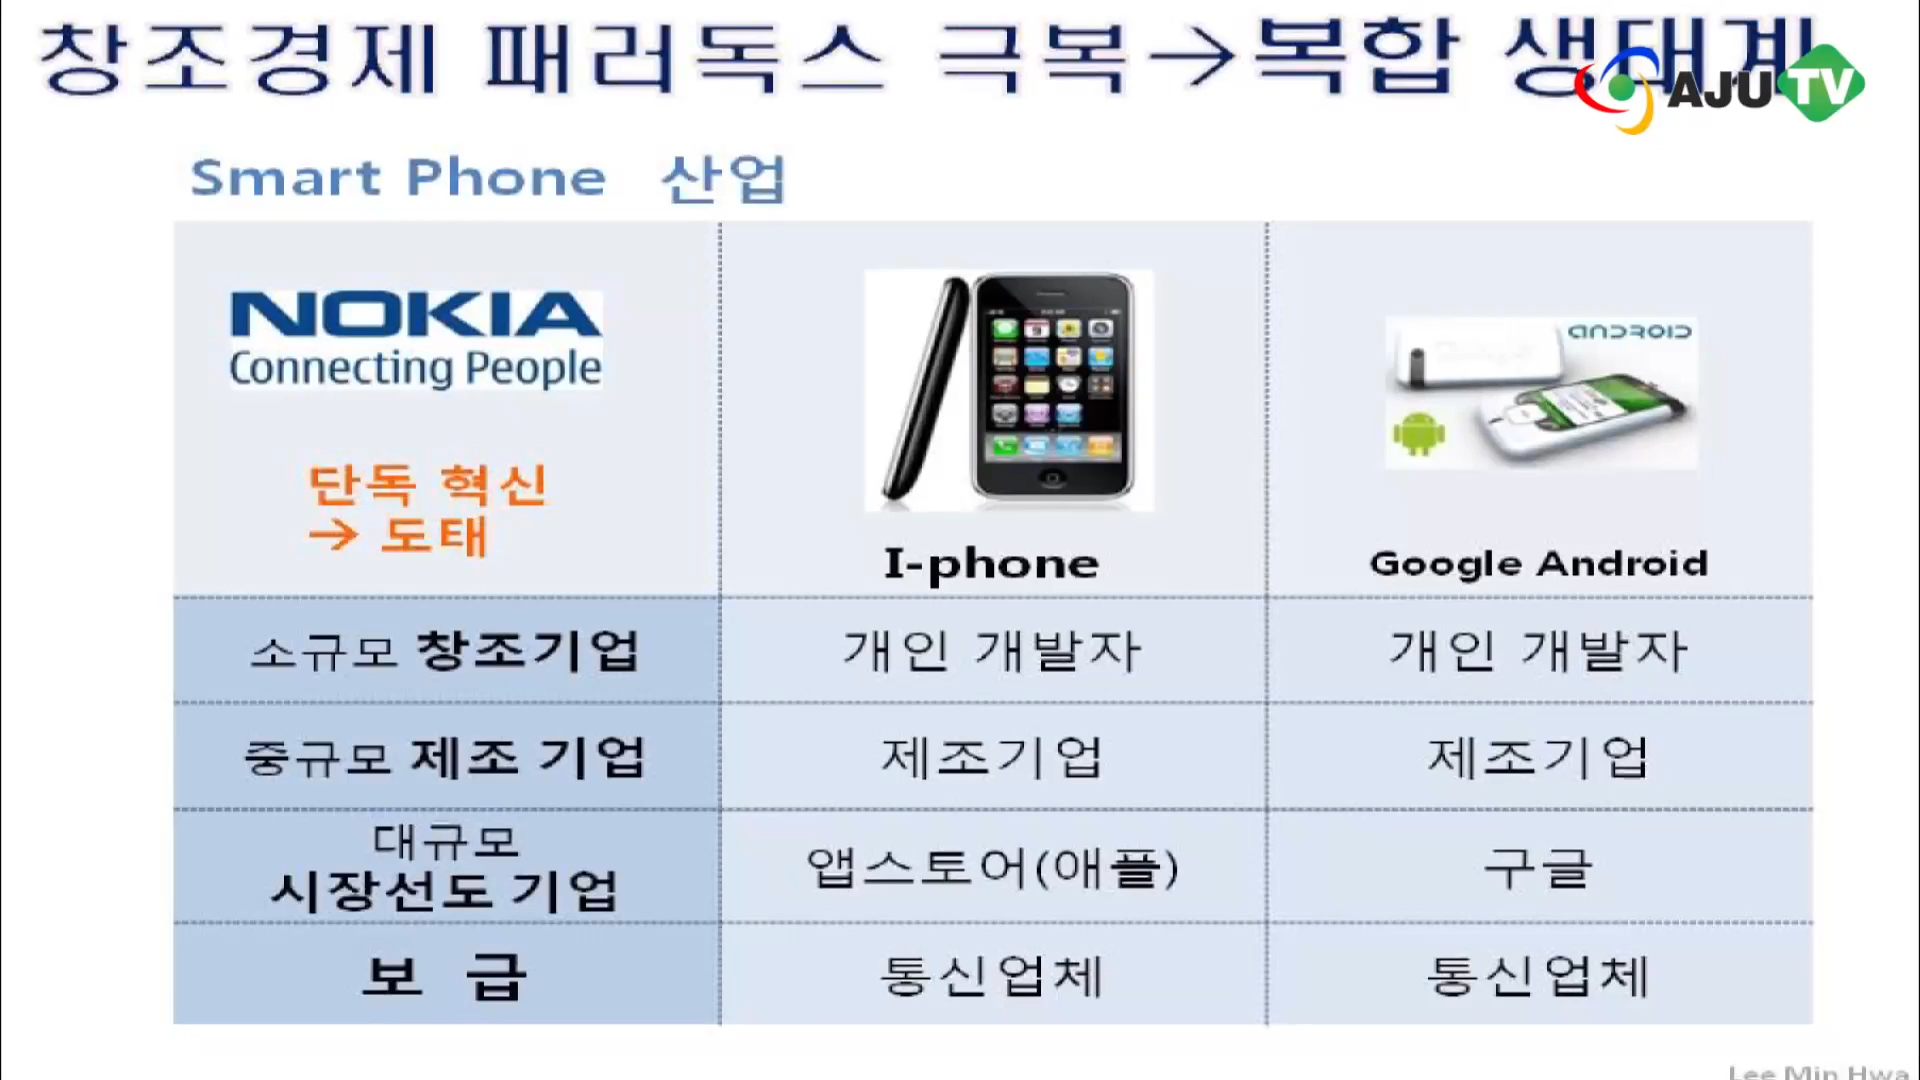 창조경제 패러독스 극복→복합 생태계
AJU TV
Smart Phone 산업
NOKIA
Connecting People
단독 혁신
→ 도태
I-phone
ANDROID
Google Android
소규모 창조기업 개인 개발자 개인 개발자
중규모 제조 기업 제조기업 제조기업
대규모
시장선도 기업 앱스토어(애플) 구글
보 급 통신업체 통신업체
Lee Min Hwa